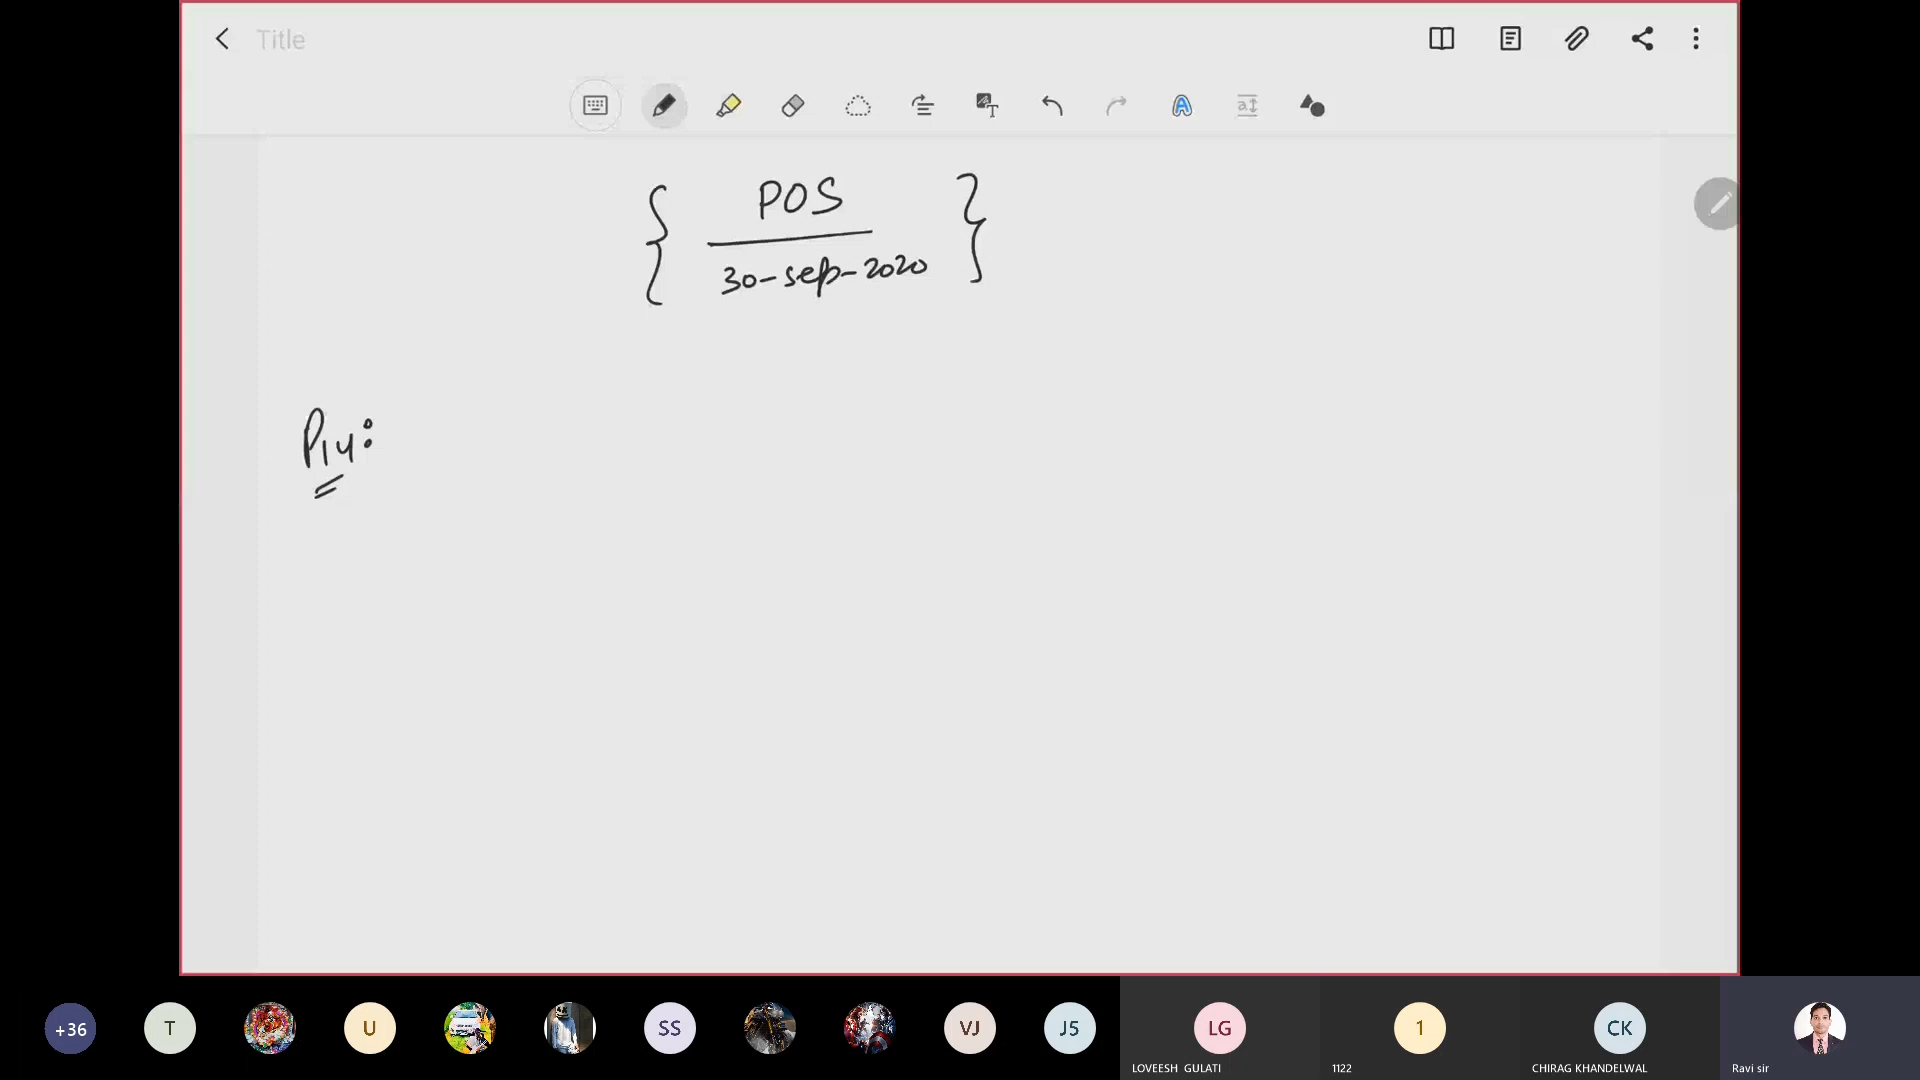 Title
{ POS }
30-sep-2020
P14:
+36
T
U
SS
VJ
J5
LG
1
CK
LOVEESH GULATI
1122
CHIRAG KHANDELWAL
Ravi sir